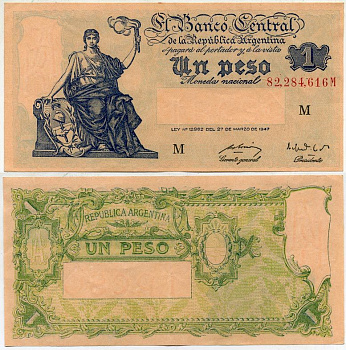 El Banco Central
de la República Argentina
pagará al portador y á la vista
1
Un peso
Moneda nacional
82,284,616M
M
LEY Nº 12962 DEL 27 DE MARZO DE 1947
M
Gerente general
Presidente
REPUBLICA ARGENTINA
UN PESO
1
1